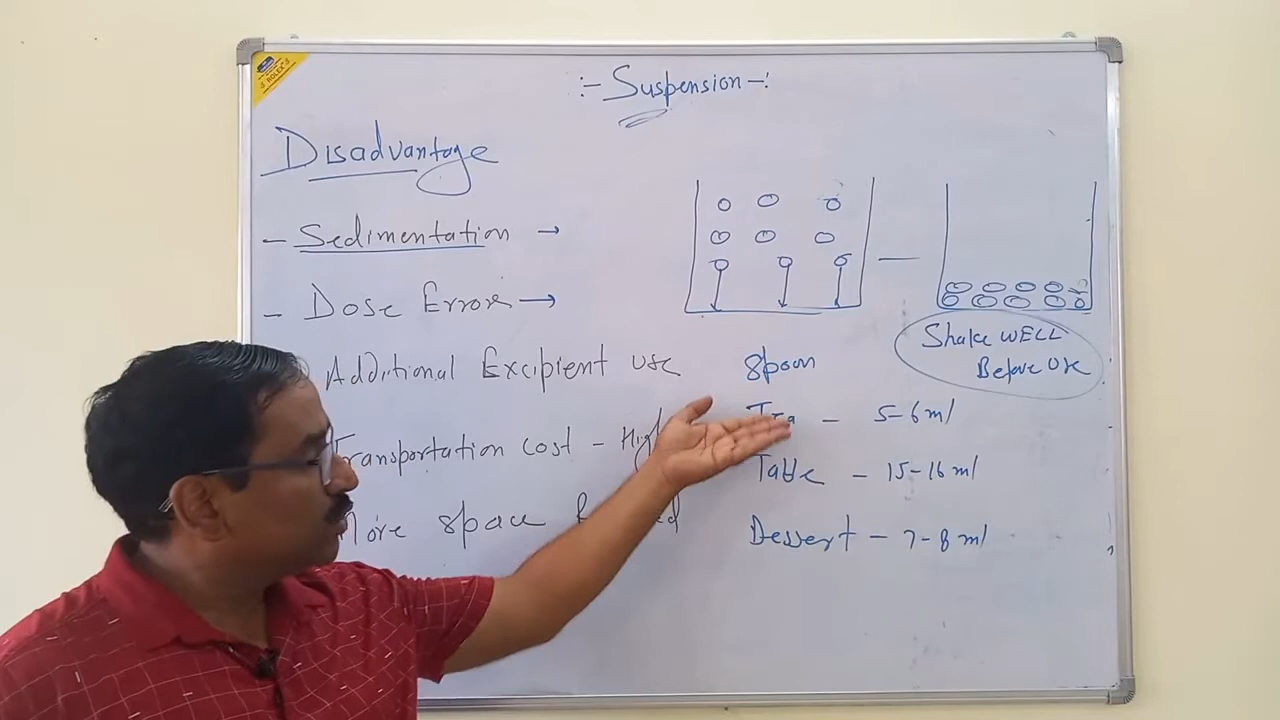 ROLEX
:- Suspension -:
Disadvantage
- Sedimentation →
- Dose Error →
Additional Excipient use
Transportation cost - High
More space
Shake WELL
Before Use
Spoon
Tea - 5-6 ml
Table - 15-16 ml
Dessert - 7-8 ml